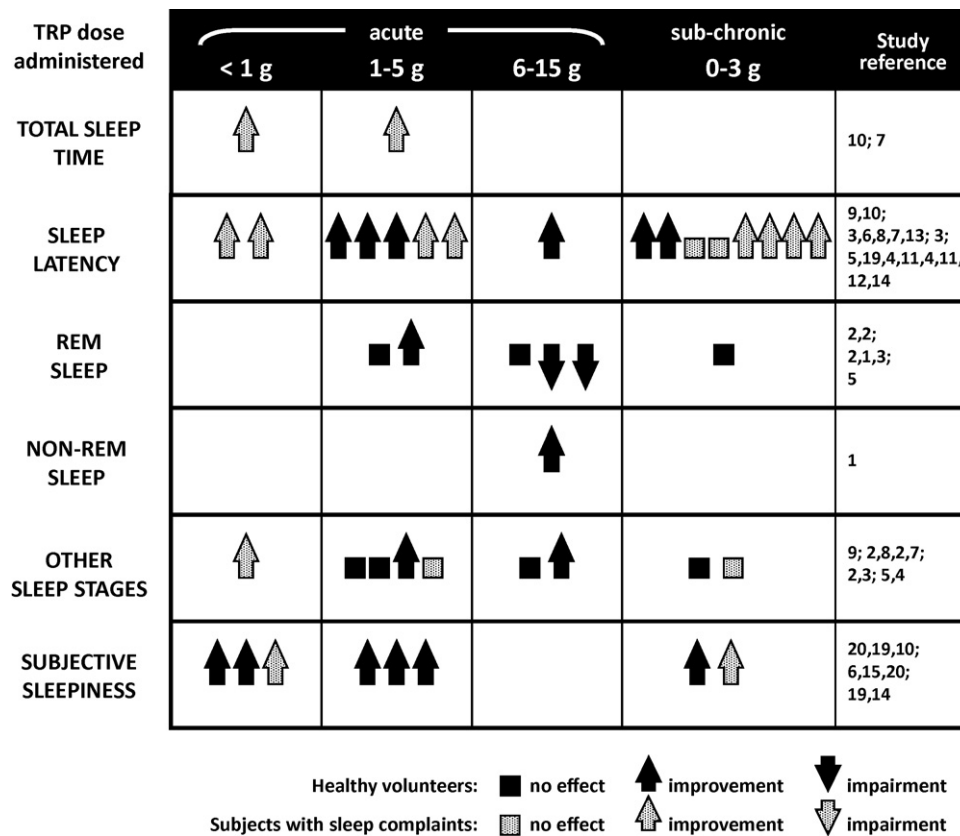 TRP dose
administered
acute
sub-chronic
Study
reference
< 1 g
1-5 g
6-15 g
0-3 g
TOTAL SLEEP
TIME
10; 7
SLEEP
LATENCY
9,10;
3,6,8,7,13; 3;
5,19,4,11,4,11,
12,14
REM
SLEEP
2,2;
2,1,3;
5
NON-REM
SLEEP
1
OTHER
SLEEP STAGES
9; 2,8,2,7;
2,3; 5,4
SUBJECTIVE
SLEEPINESS
20,19,10;
6,15,20;
19,14
Healthy volunteers: no effect improvement impairment
Subjects with sleep complaints: no effect improvement impairment